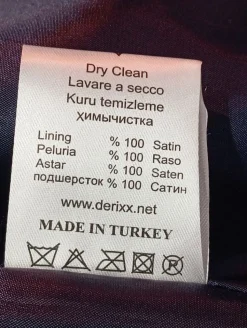 Dry Clean
Lavare a secco
Kuru temizleme
Химычистка
Lining % 100 Satin
Peluria % 100 Raso
Astar % 100 Saten
подшерсток % 100 Сатин
www.derixx.net
MADE IN TURKEY